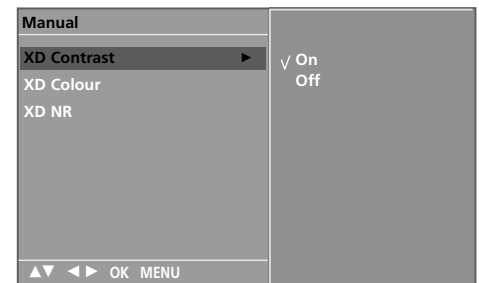 Manual
XD Contrast ►
XD Colour
XD NR
√ On
Off
▲▼ ◄► OK MENU